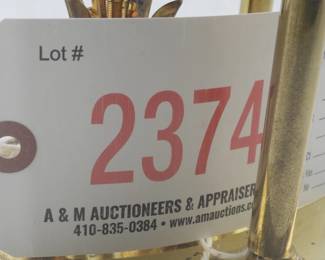 Lot #
2374
A & M AUCTIONEERS & APPRAISER
410-835-0384 • www.amauctions.c